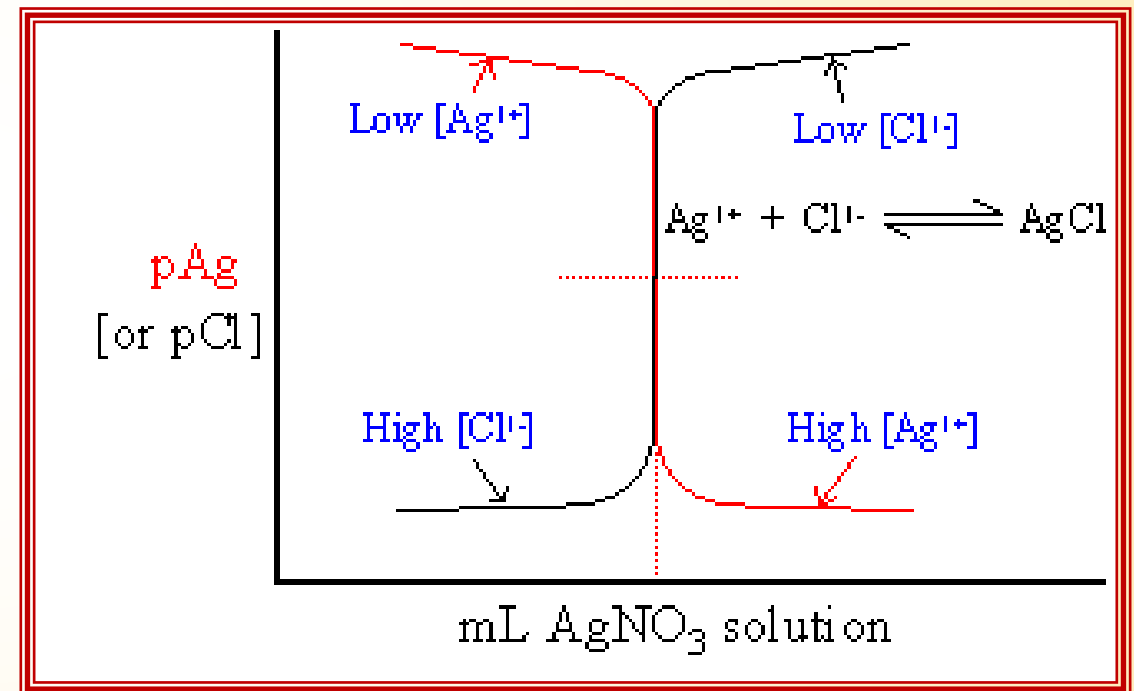 Low [Ag¹⁺]
Low [Cl¹⁻]
Ag¹⁺ + Cl¹⁻ ⇌ AgCl
pAg
[or pCl]
High [Cl¹⁻]
High [Ag¹⁺]
mL AgNO₃ solution